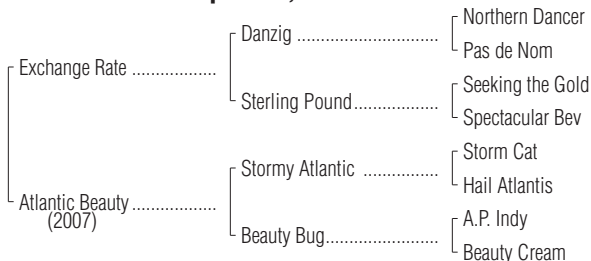 Northern Dancer
Danzig ..............................
Pas de Nom
Exchange Rate ..................
Seeking the Gold
Sterling Pound..................
Spectacular Bev
Storm Cat
Stormy Atlantic ................
Hail Atlantis
Atlantic Beauty..................
(2007)
A.P. Indy
Beauty Bug........................
Beauty Cream